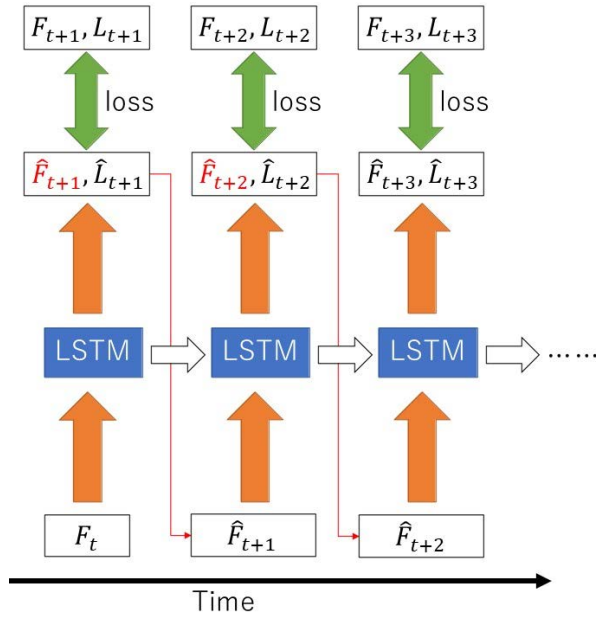 F_{t+1}, L_{t+1} F_{t+2}, L_{t+2} F_{t+3}, L_{t+3}
loss loss loss
F̂_{t+1}, L̂_{t+1} F̂_{t+2}, L̂_{t+2} F̂_{t+3}, L̂_{t+3}
LSTM LSTM LSTM ……
F_t F̂_{t+1} F̂_{t+2}
Time